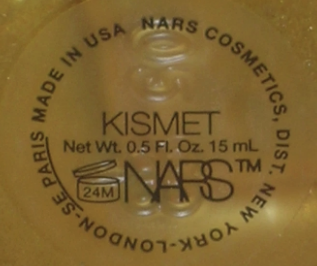 MADE IN USA NARS COSMETICS, DIST. NEW YORK-LONDON-SE PARIS
KISMET
Net Wt. 0.5 Fl. Oz. 15 mL
24M NARS™